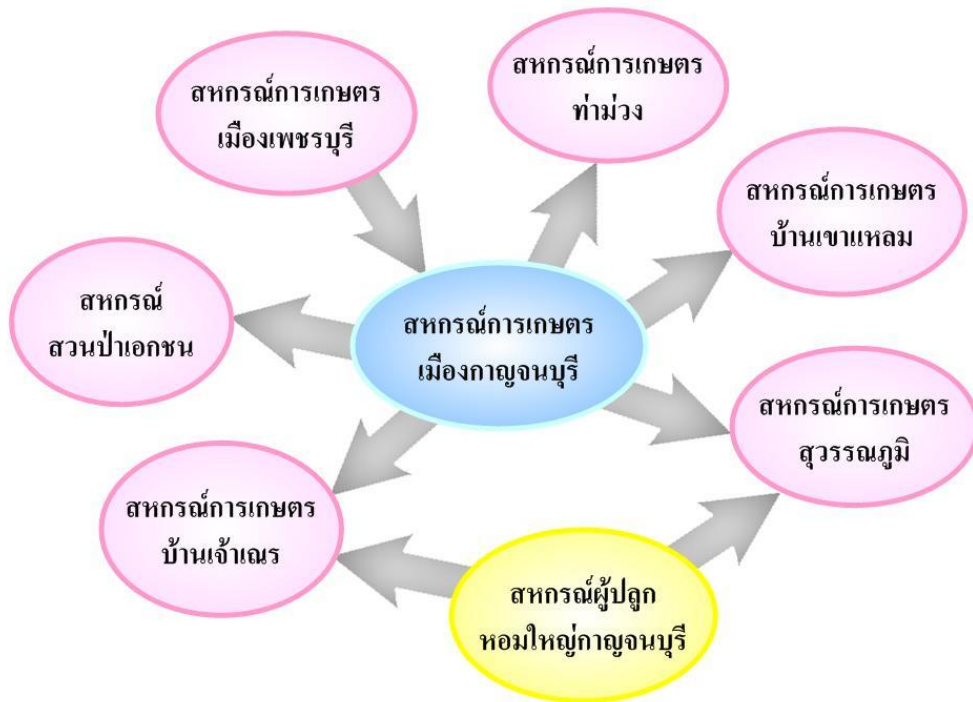 สหกรณ์การเกษตร
เมืองเพชรบุรี
สหกรณ์การเกษตร
ท่าม่วง
สหกรณ์การเกษตร
บ้านเขาแหลม
สหกรณ์
สวนป่าเอกชน
สหกรณ์การเกษตร
เมืองกาญจนบุรี
สหกรณ์การเกษตร
สุวรรณภูมิ
สหกรณ์การเกษตร
บ้านเจ้าเณร
สหกรณ์ผู้ปลูก
หอมใหญ่กาญจนบุรี